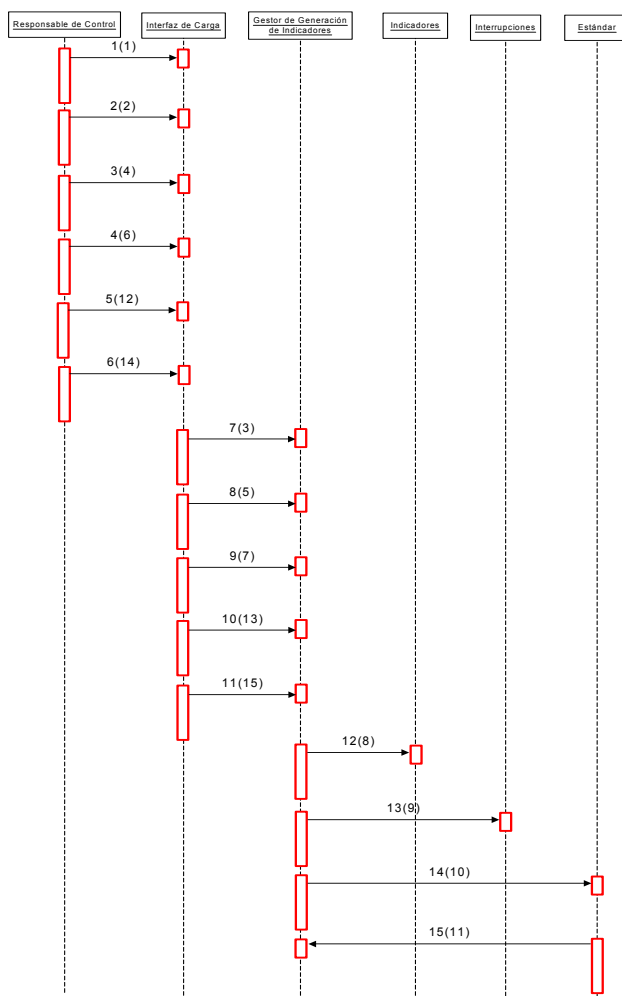 Responsable de Control
Interfaz de Carga
Gestor de Generación
de Indicadores
Indicadores
Interrupciones
Estándar
1(1)
2(2)
3(4)
4(6)
5(12)
6(14)
7(3)
8(5)
9(7)
10(13)
11(15)
12(8)
13(9)
14(10)
15(11)